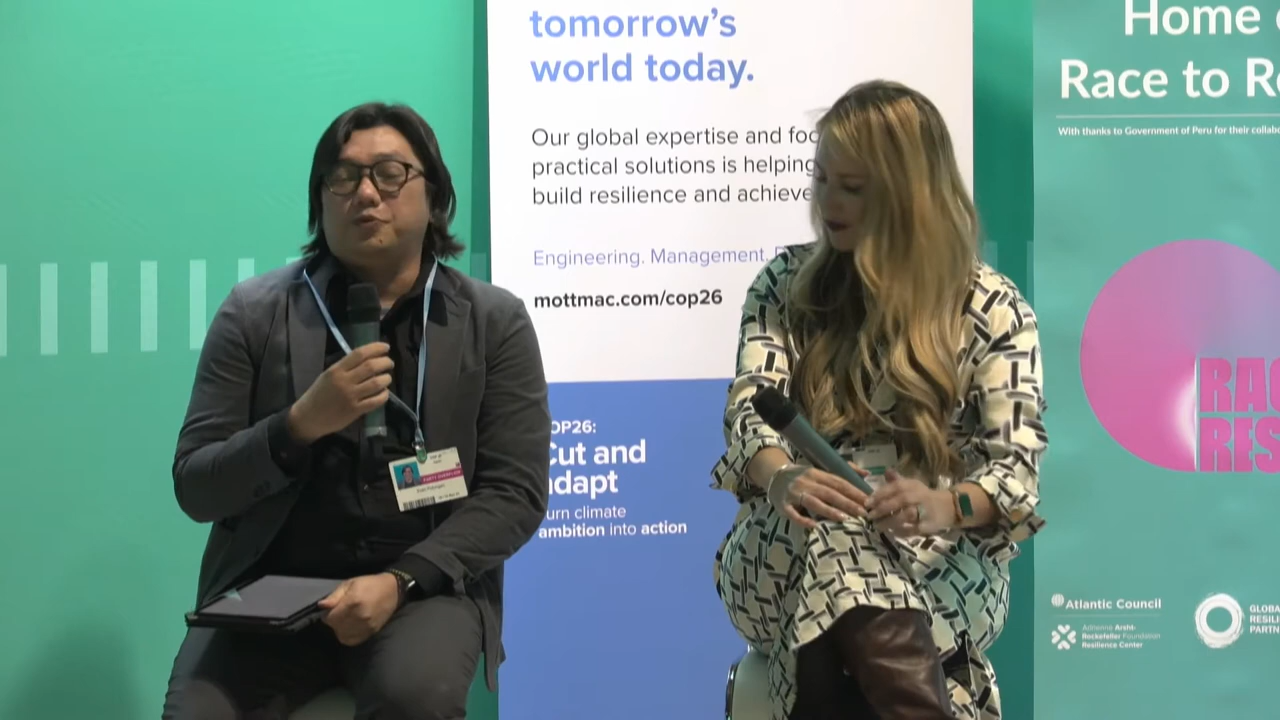 tomorrow's
world today.
Our global expertise and foc
practical solutions is helping
build resilience and achieve
Engineering. Management.
mottmac.com/cop26
OP26:
Cut and
adapt
urn climate
ambition into action
Home
Race to Re
With thanks to Government of Peru for their collabo
RAC
RES
Atlantic Council
Adrienne Arsht-
Rockefeller Foundation
Resilience Center
GLOBA
RESILI
PARTN